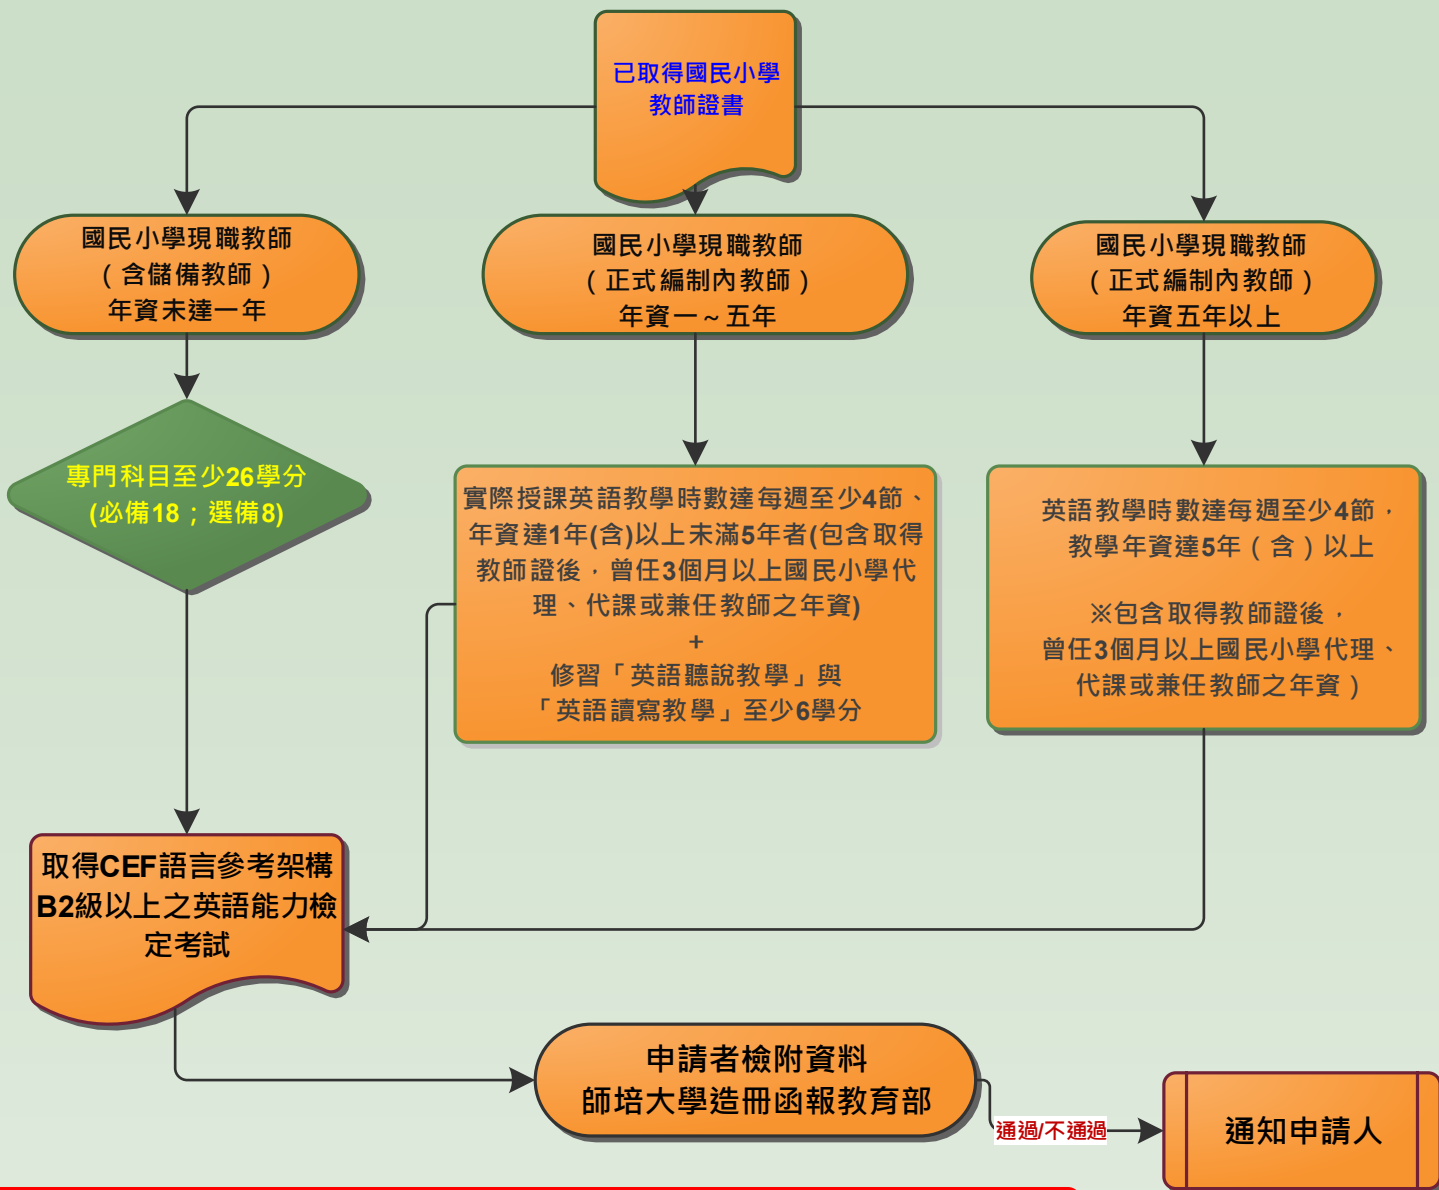 已取得國民小學
教師證書
國民小學現職教師
(含儲備教師)
年資未達一年
國民小學現職教師
(正式編制內教師)
年資一~五年
國民小學現職教師
(正式編制內教師)
年資五年以上
專門科目至少26學分
(必備18；選備8)
實際授課英語教學時數達每週至少4節、
年資達1年(含)以上未滿5年者(包含取得
教師證後，曾任3個月以上國民小學代
理、代課或兼任教師之年資)
+
修習「英語聽說教學」與
「英語讀寫教學」至少6學分
英語教學時數達每週至少4節，
教學年資達5年(含)以上
※包含取得教師證後，
曾任3個月以上國民小學代理、
代課或兼任教師之年資)
取得CEF語言參考架構
B2級以上之英語能力檢
定考試
申請者檢附資料
師培大學造冊函報教育部
通過/不通過
通知申請人